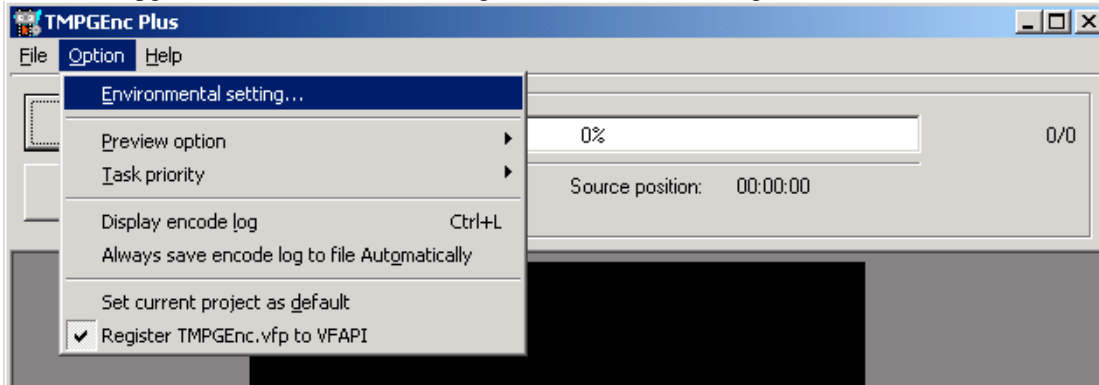 TMPGEnc Plus
File Option Help
Environmental setting...
0% 0/0
Preview option
Task priority
Source position: 00:00:00
Display encode log Ctrl+L
Always save encode log to file Automatically
Set current project as default
Register TMPGEnc.vfp to VFAPI